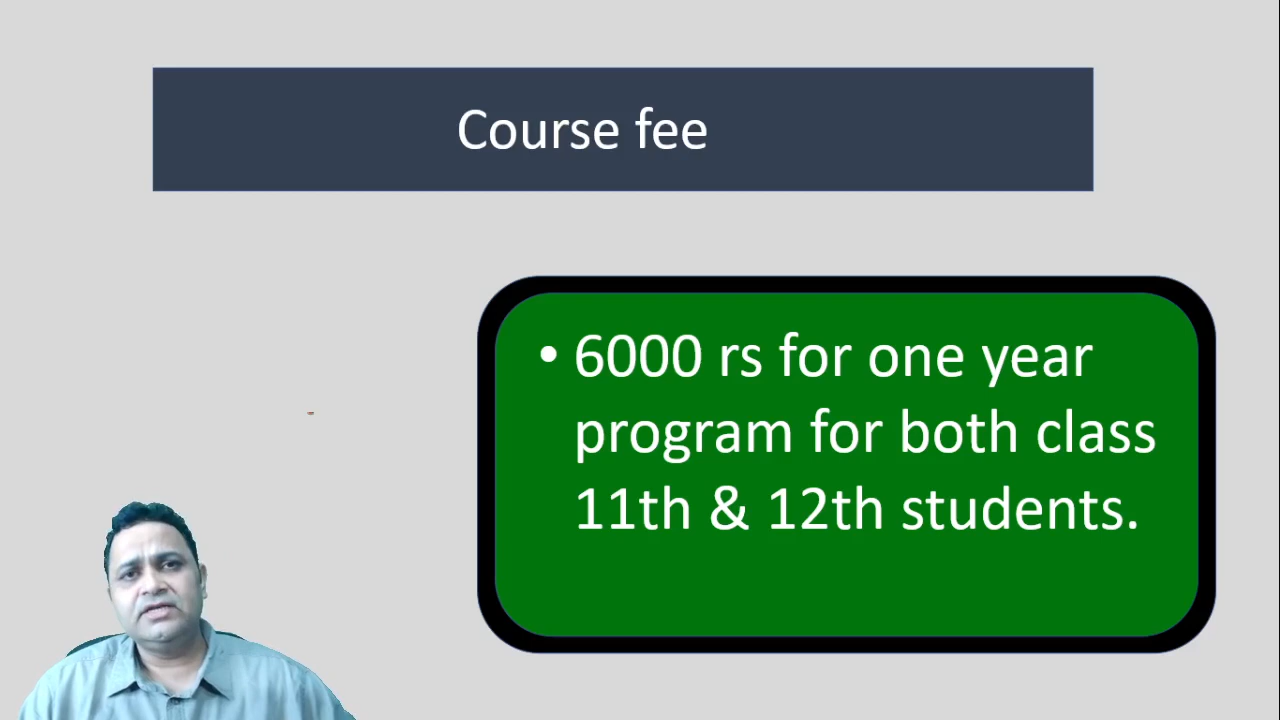 Course fee
• 6000 rs for one year
program for both class
11th & 12th students.